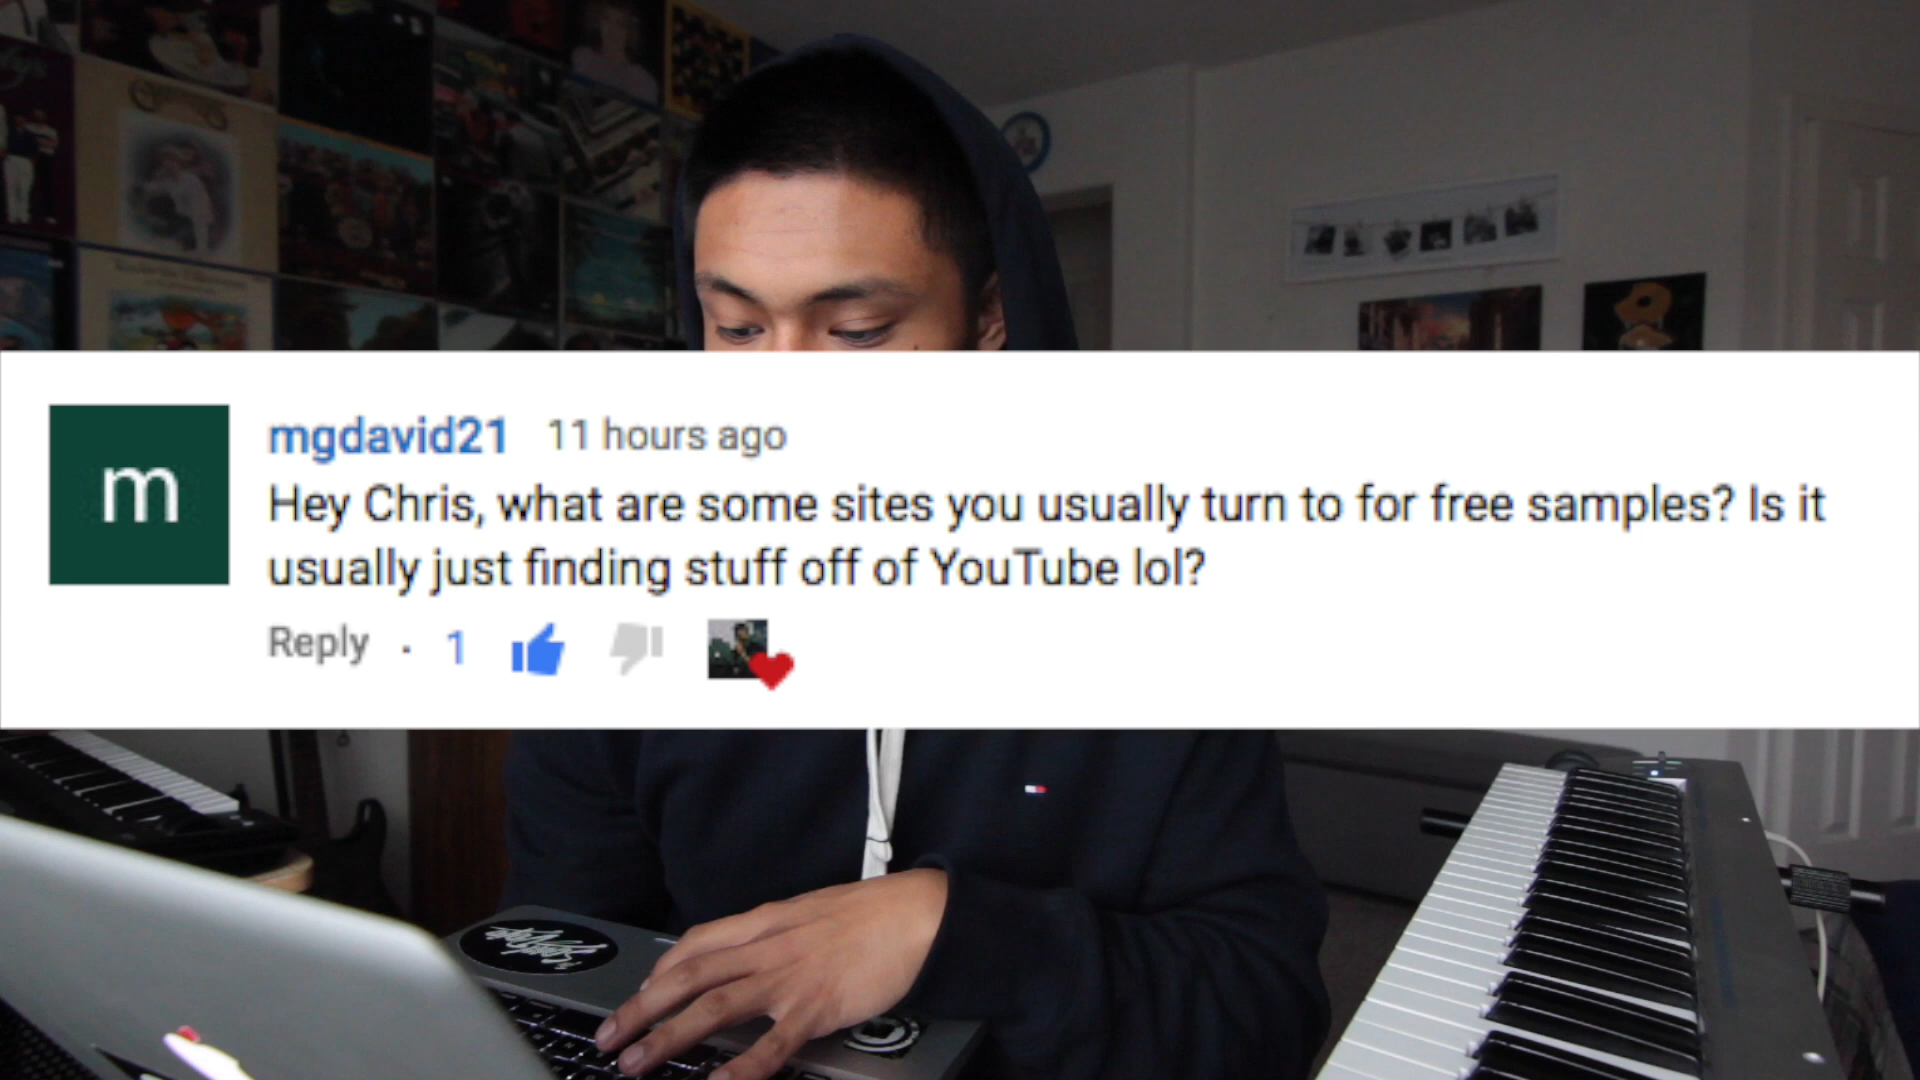 mgdavid21 11 hours ago
Hey Chris, what are some sites you usually turn to for free samples? Is it
usually just finding stuff off of YouTube lol?
Reply · 1
m